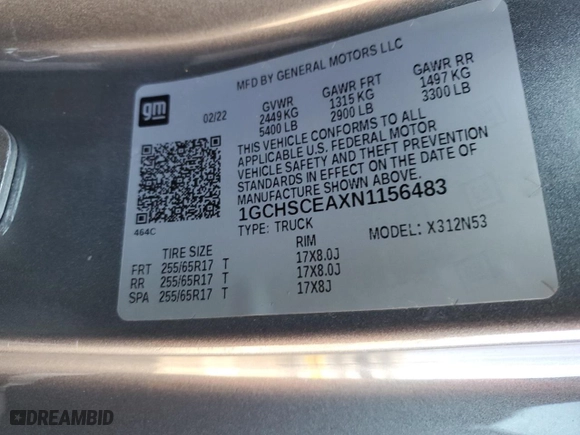 MFD BY GENERAL MOTORS LLC
gm
02/22 GVWR GAWR FRT GAWR RR
2449 KG 1315 KG 1497 KG
5400 LB 2900 LB 3300 LB
THIS VEHICLE CONFORMS TO ALL
APPLICABLE U.S. FEDERAL MOTOR
VEHICLE SAFETY AND THEFT PREVENTION
STANDARDS IN EFFECT ON THE DATE OF
MANUFACTURE SHOWN ABOVE.
1GCHSCEAXN1156483
464C
TYPE: TRUCK MODEL: X312N53
TIRE SIZE RIM
FRT 255/65R17 T 17X8.0J
RR 255/65R17 T 17X8.0J
SPA 255/65R17 T 17X8J
DREAMBID